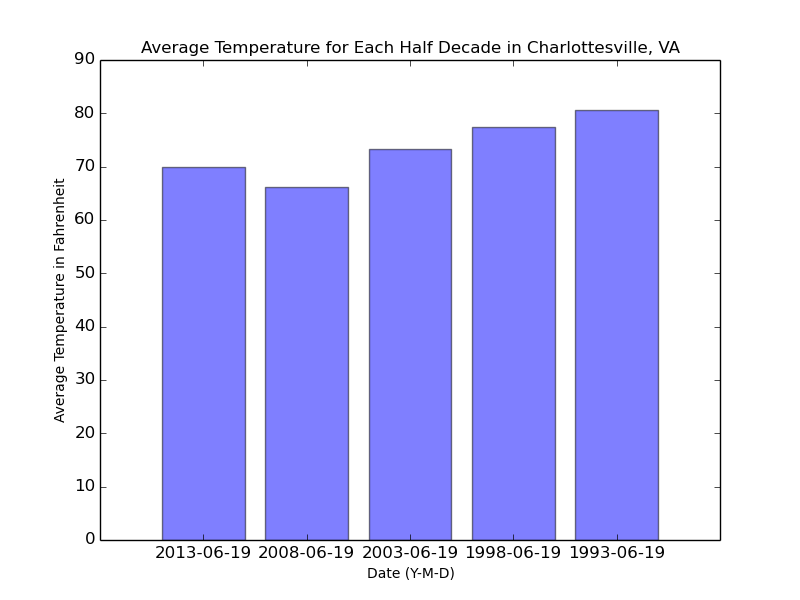 Average Temperature for Each Half Decade in Charlottesville, VA
90
80
70
60
50
40
30
20
10
0
Average Temperature in Fahrenheit
2013-06-19 2008-06-19 2003-06-19 1998-06-19 1993-06-19
Date (Y-M-D)